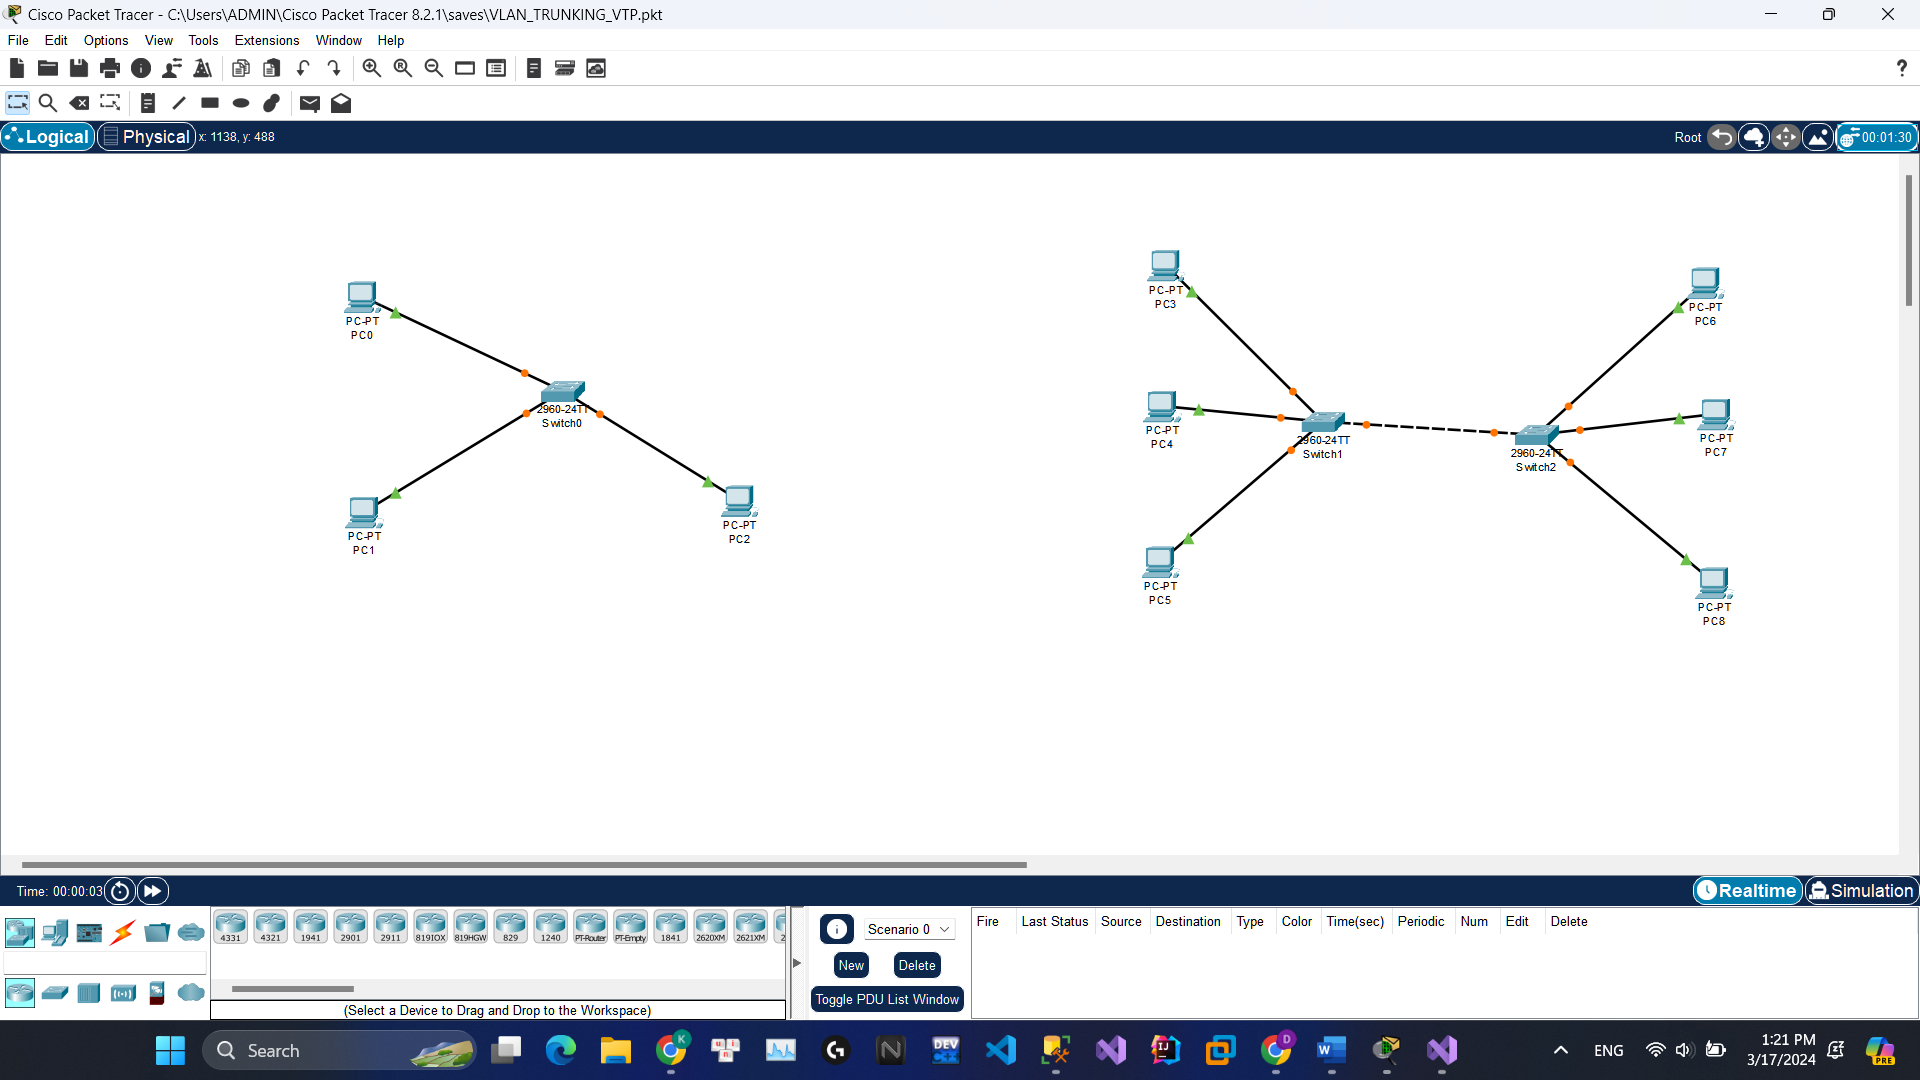 Cisco Packet Tracer - C:\Users\ADMIN\Cisco Packet Tracer 8.2.1\saves\VLAN_TRUNKING_VTP.pkt
File Edit Options View Tools Extensions Window Help
?
Logical Physical x: 1138, y: 488 Root 00:01:30
PC-PT
PC0
PC-PT
PC1
2960-24TT
Switch0
PC-PT
PC2
PC-PT
PC3
PC-PT
PC4
PC-PT
PC5
2960-24TT
Switch1
2960-24TT
Switch2
PC-PT
PC6
PC-PT
PC7
PC-PT
PC8
Time: 00:00:03 Realtime Simulation
4331 4321 1941 2901 2911 819IOX 819HGW 829 1240 PT-Router PT-Empty 1841 2620XM 2621XM 2
(Select a Device to Drag and Drop to the Workspace)
Scenario 0
New Delete
Toggle PDU List Window
Fire Last Status Source Destination Type Color Time(sec) Periodic Num Edit Delete
Search
K
u i n
N
DEV
IJ
D
W
ENG
1:21 PM
3/17/2024
PRE